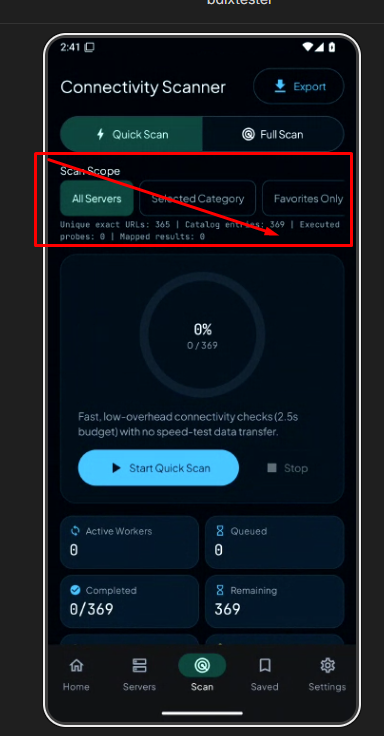 bdixtester
2:41
Connectivity Scanner
Export
Quick Scan
Full Scan
Scan Scope
All Servers
Selected Category
Favorites Only
Unique exact URLs: 365 | Catalog entries: 369 | Executed
probes: 0 | Mapped results: 0
0%
0 / 369
Fast, low-overhead connectivity checks (2.5s
budget) with no speed-test data transfer.
Start Quick Scan
Stop
Active Workers
0
Queued
0
Completed
0/369
Remaining
369
Home
Servers
Scan
Saved
Settings